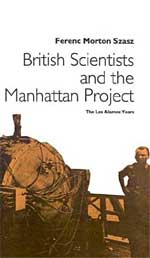 Ferenc Morton Szasz
British Scientists
and the
Manhattan Project
The Los Alamos Years